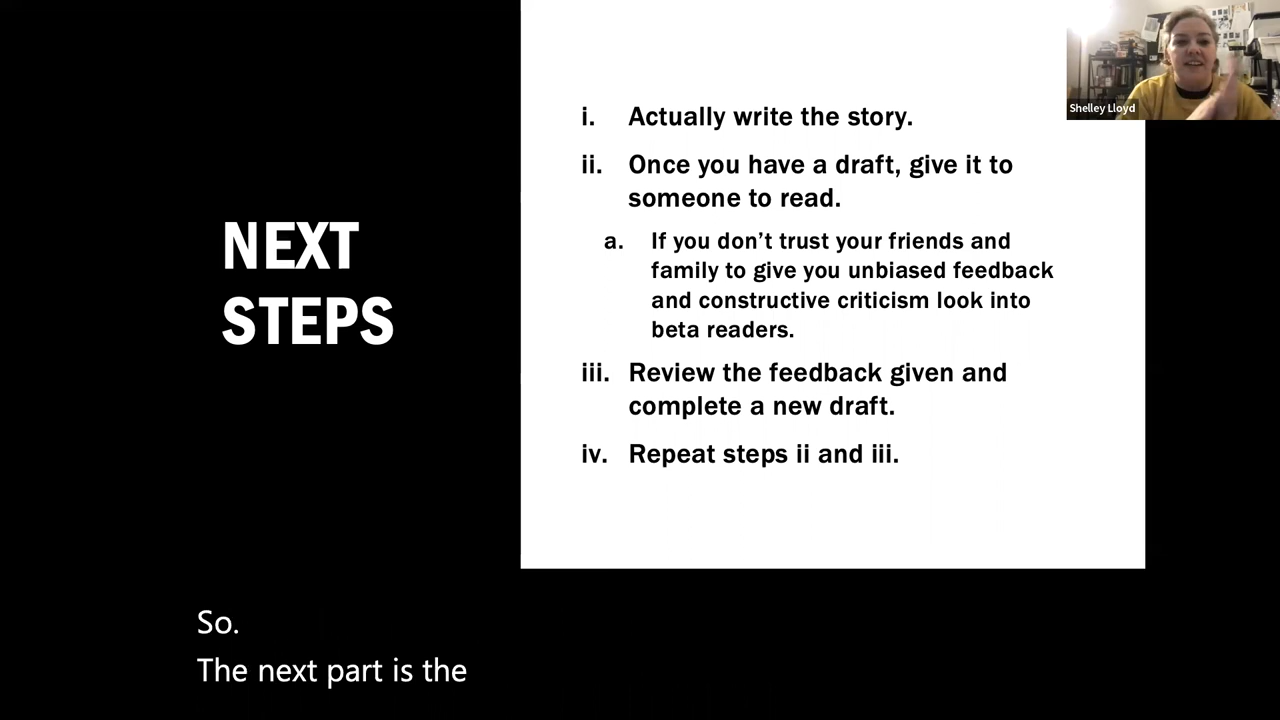 NEXT
STEPS
i. Actually write the story.
ii. Once you have a draft, give it to
someone to read.
a. If you don’t trust your friends and
family to give you unbiased feedback
and constructive criticism look into
beta readers.
iii. Review the feedback given and
complete a new draft.
iv. Repeat steps ii and iii.
Shelley Lloyd
So.
The next part is the